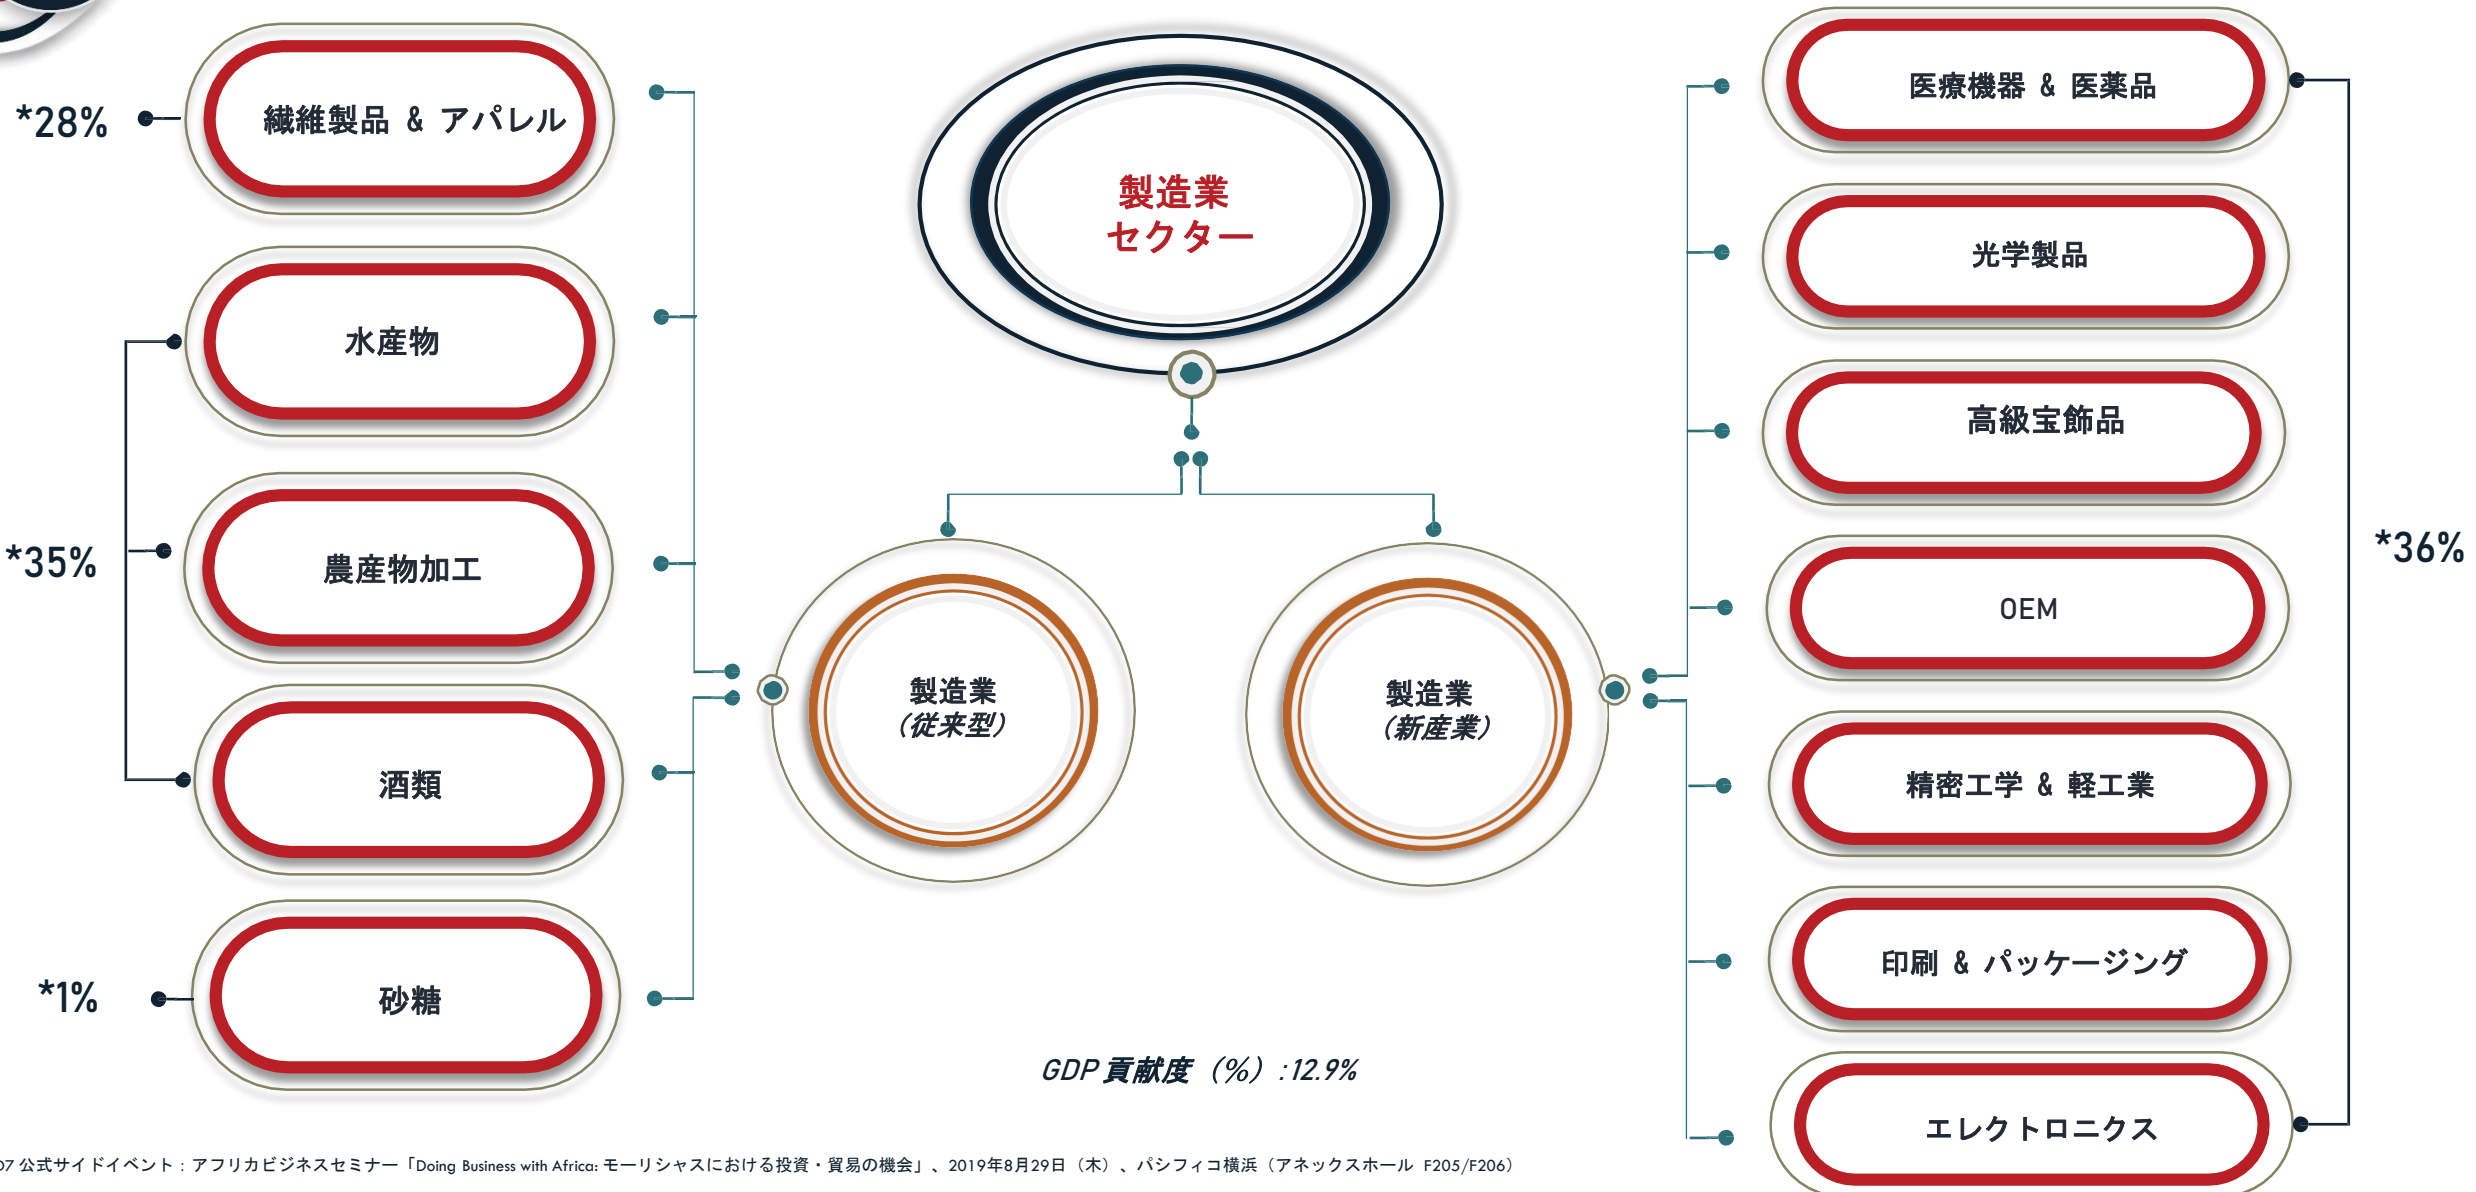 製造業
セクター
*28%
繊維製品 & アパレル
水産物
*35%
農産物加工
酒類
*1%
砂糖
製造業
（従来型）
製造業
（新産業）
医療機器 & 医薬品
光学製品
高級宝飾品
OEM
*36%
精密工学 & 軽工業
印刷 & パッケージング
エレクトロニクス
GDP 貢献度（%）:12.9%
D7 公式サイドイベント：アフリカビジネスセミナー「Doing Business with Africa: モーリシャスにおける投資・貿易の機会」、2019年8月29日（木）、パシフィコ横浜（アネックスホール F205/F206）